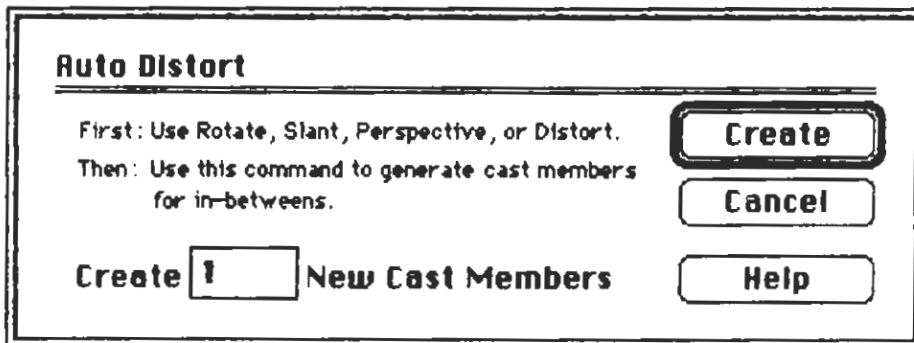 Auto Distort
First: Use Rotate, Slant, Perspective, or Distort.
Then: Use this command to generate cast members
for in-betweens.
Create 1 New Cast Members
Create
Cancel
Help